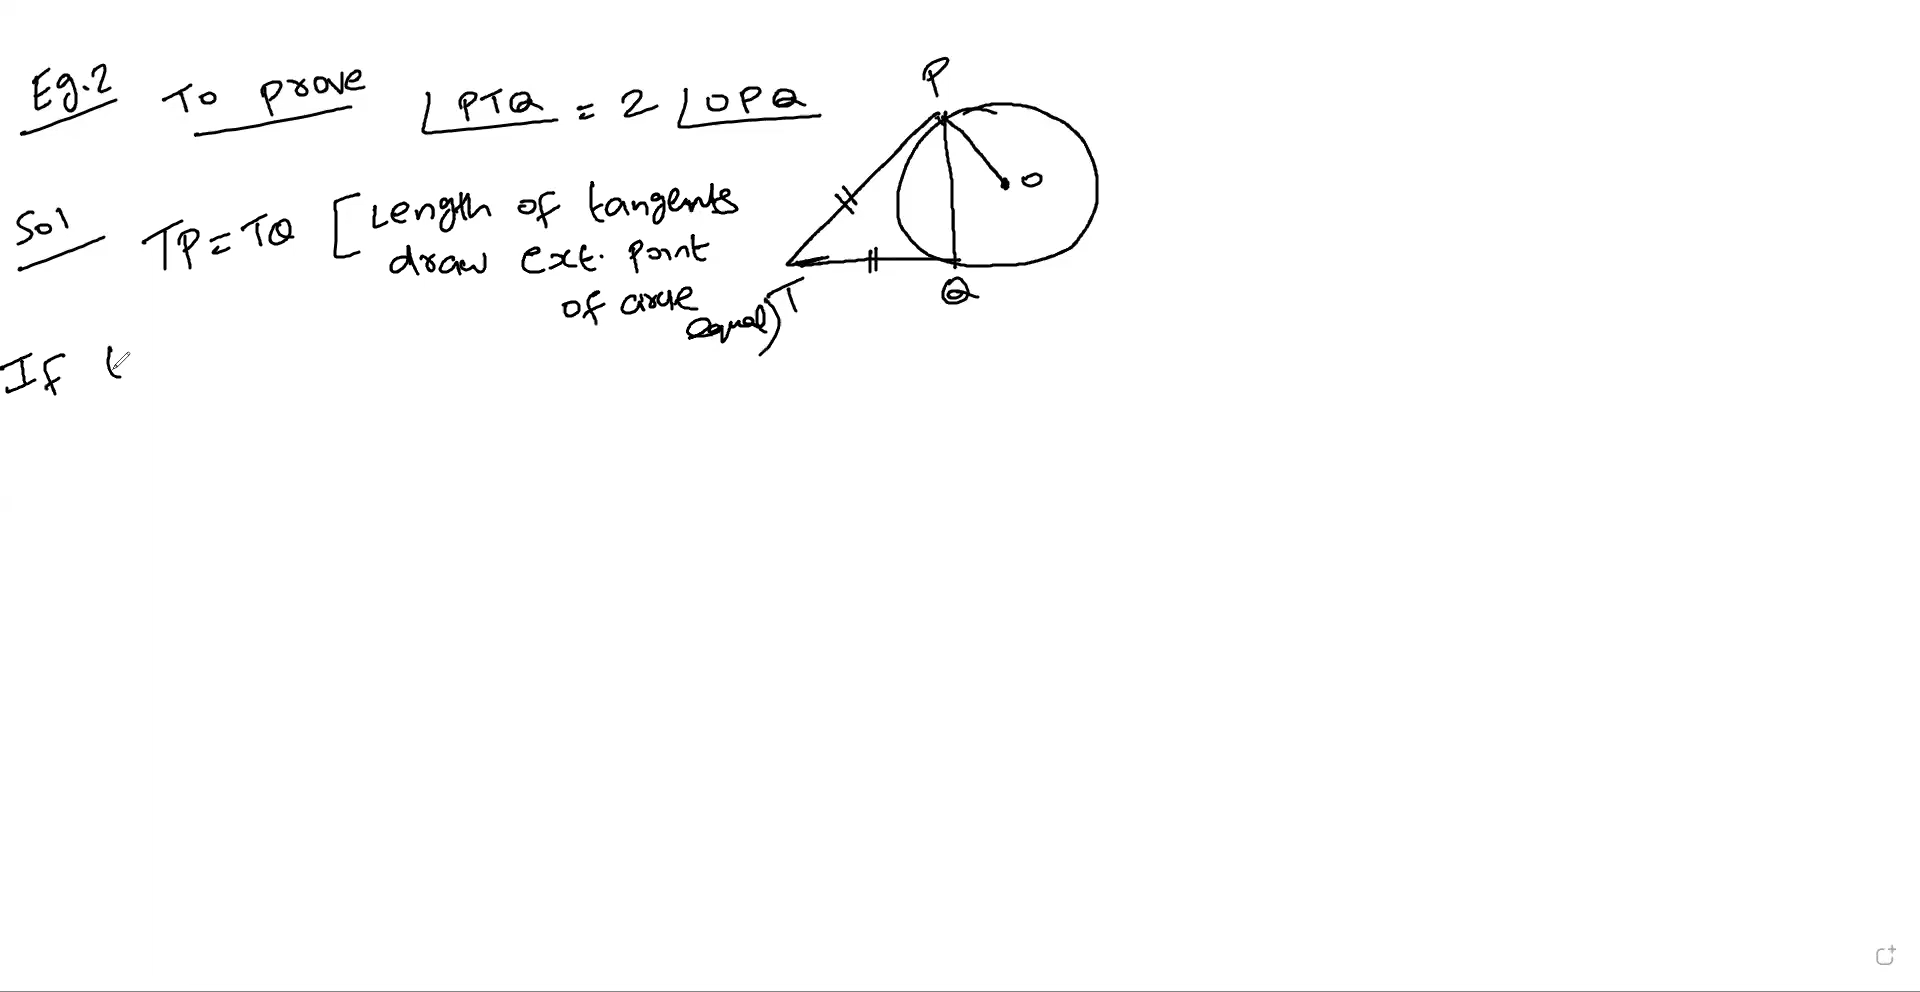 Eg.2 To prove ∠PTQ = 2 ∠OPQ
Sol TP = TQ [Length of tangents
draw ext. point
of circle
equal)
If
P
O
T
Q